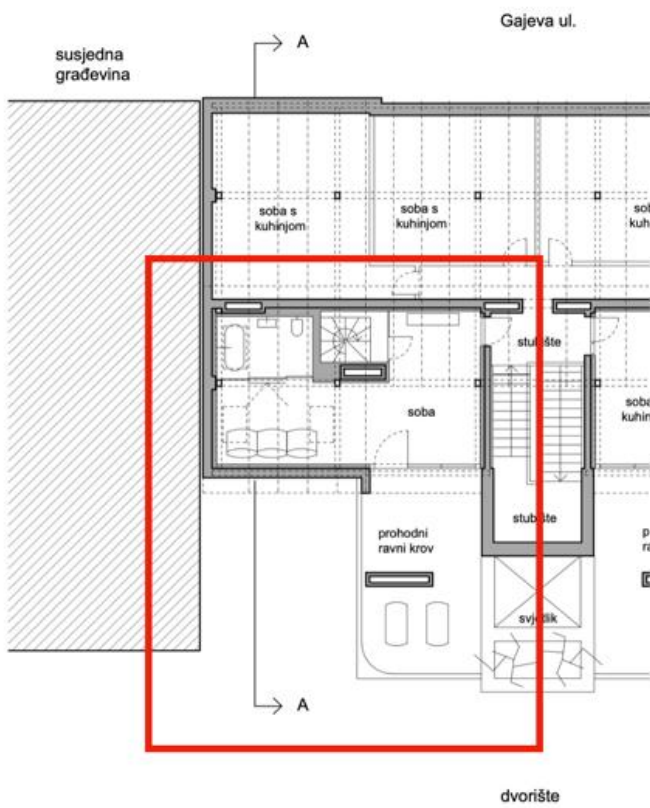 Gajeva ul.
A
susjedna
građevina
soba s
kuhinjom
soba s
kuhinjom
stubište
soba
stubište
prohodni
ravni krov
svjetlik
A
dvorište